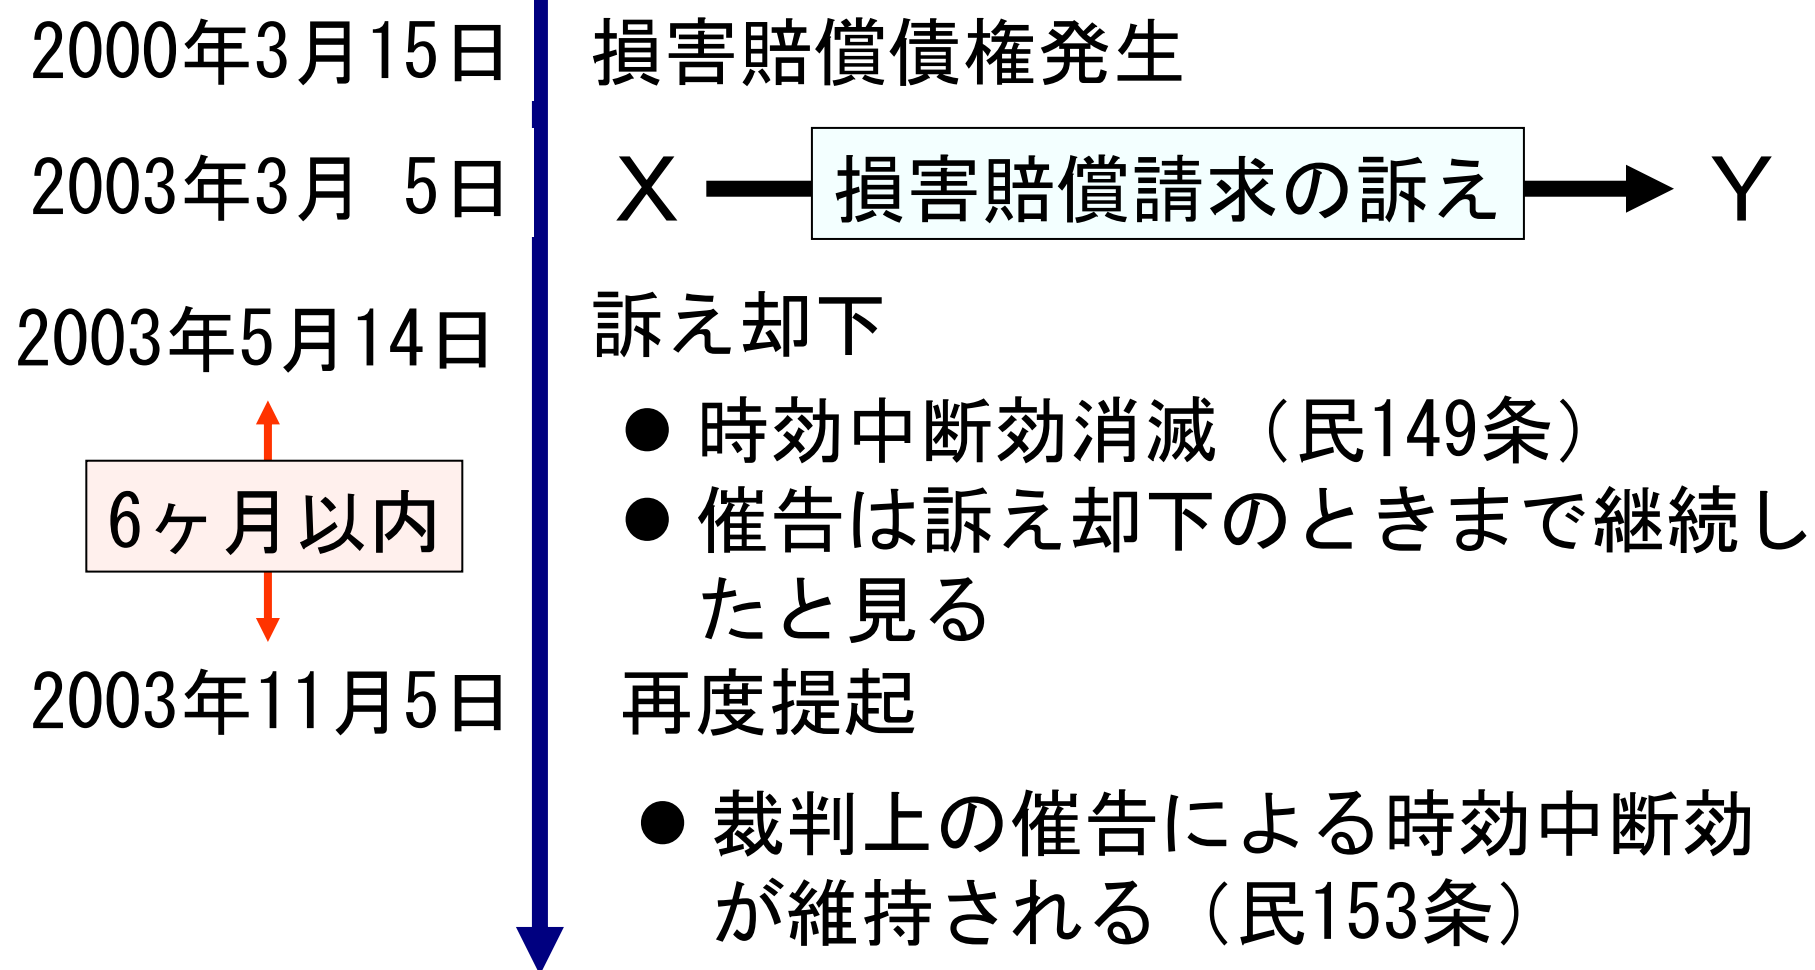 2000年3月15日 損害賠償債権発生
2003年3月 5日 X 損害賠償請求の訴え Y
2003年5月14日 訴え却下
● 時効中断効消滅（民149条）
● 催告は訴え却下のときまで継続し
たと見る
6ヶ月以内
2003年11月5日 再度提起
● 裁判上の催告による時効中断効
が維持される（民153条）